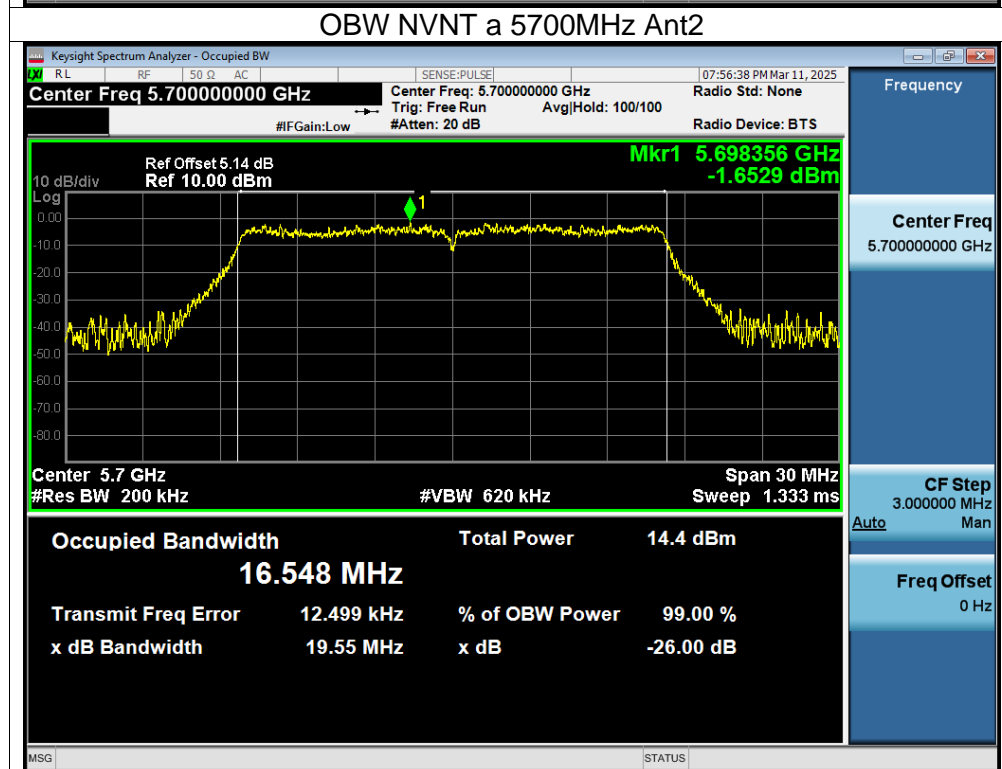 OBW NVNT a 5700MHz Ant2
Keysight Spectrum Analyzer - Occupied BW
LXI RL RF 50 Ω AC SENSE:PULSE 07:56:38 PM Mar 11, 2025
Center Freq 5.700000000 GHz Center Freq: 5.700000000 GHz Radio Std: None
Trig: Free Run Avg|Hold: 100/100
#IFGain:Low #Atten: 20 dB Radio Device: BTS
Ref Offset 5.14 dB Mkr1 5.698356 GHz
10 dB/div Ref 10.00 dBm -1.6529 dBm
Log
1
0.00
-10.0
-20.0
-30.0
-40.0
-50.0
-60.0
-70.0
-80.0
Center 5.7 GHz Span 30 MHz
#Res BW 200 kHz #VBW 620 kHz Sweep 1.333 ms
Occupied Bandwidth Total Power 14.4 dBm
16.548 MHz
Transmit Freq Error 12.499 kHz % of OBW Power 99.00 %
x dB Bandwidth 19.55 MHz x dB -26.00 dB
MSG STATUS
Frequency
Center Freq
5.700000000 GHz
CF Step
3.000000 MHz
Auto Man
Freq Offset
0 Hz